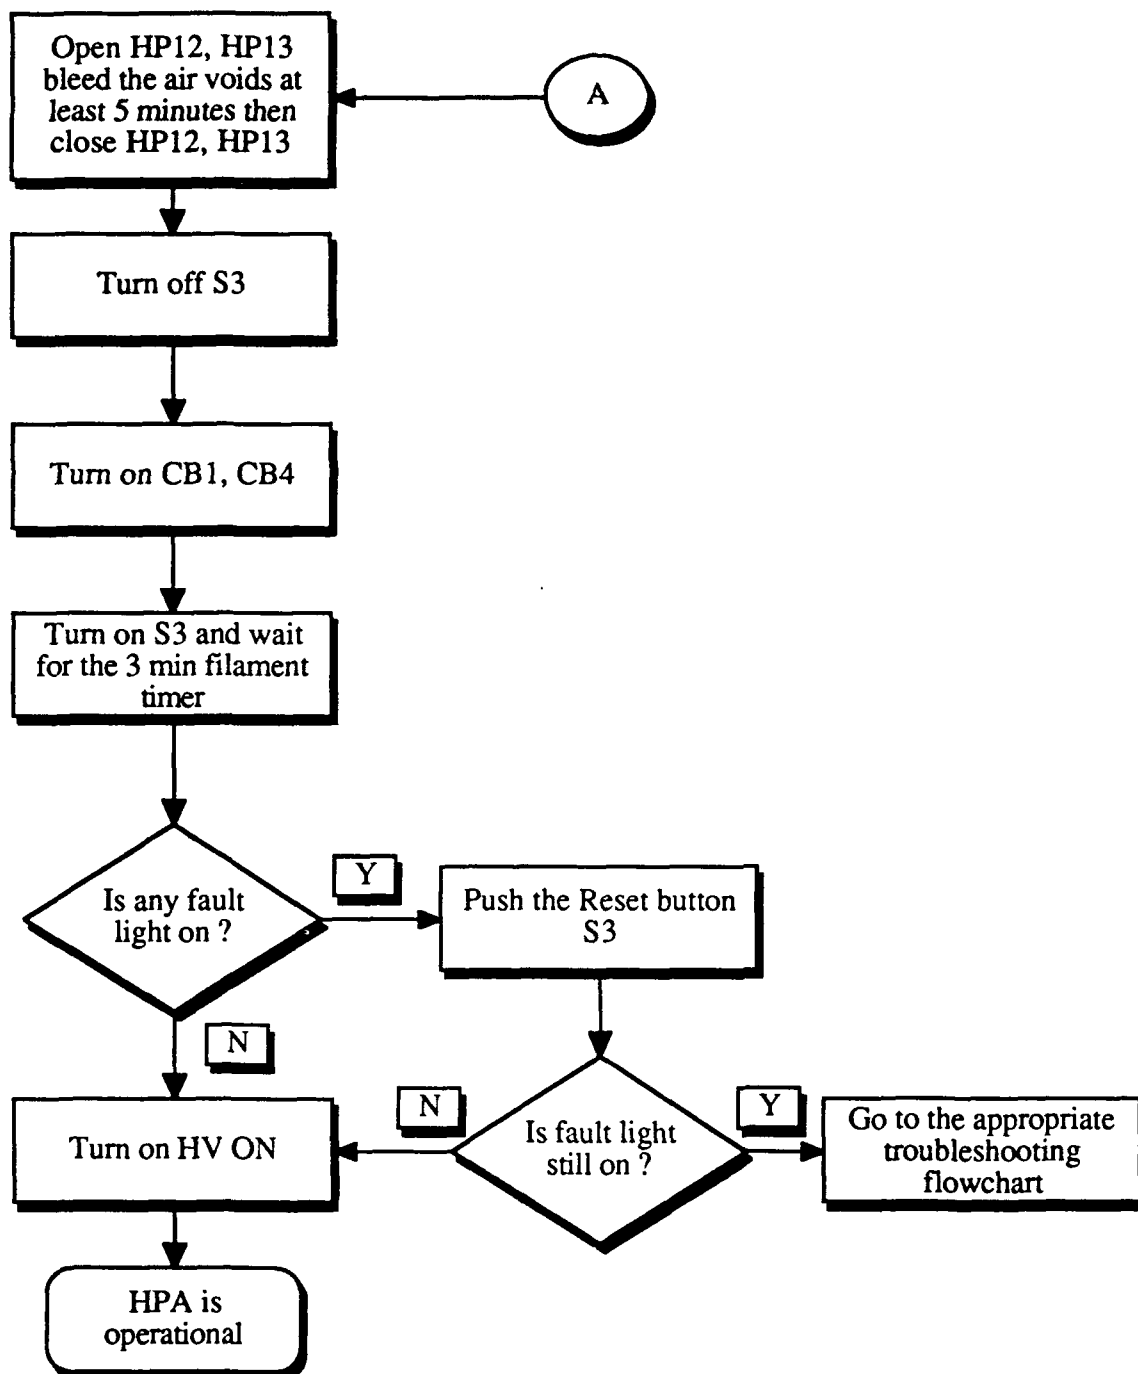 Open HP12, HP13
bleed the air voids at
least 5 minutes then
close HP12, HP13
A
Turn off S3
Turn on CB1, CB4
Turn on S3 and wait
for the 3 min filament
timer
Is any fault
light on ?
Y
Push the Reset button
S3
N
Turn on HV ON
N
Is fault light
still on ?
Y
Go to the appropriate
troubleshooting
flowchart
HPA is
operational